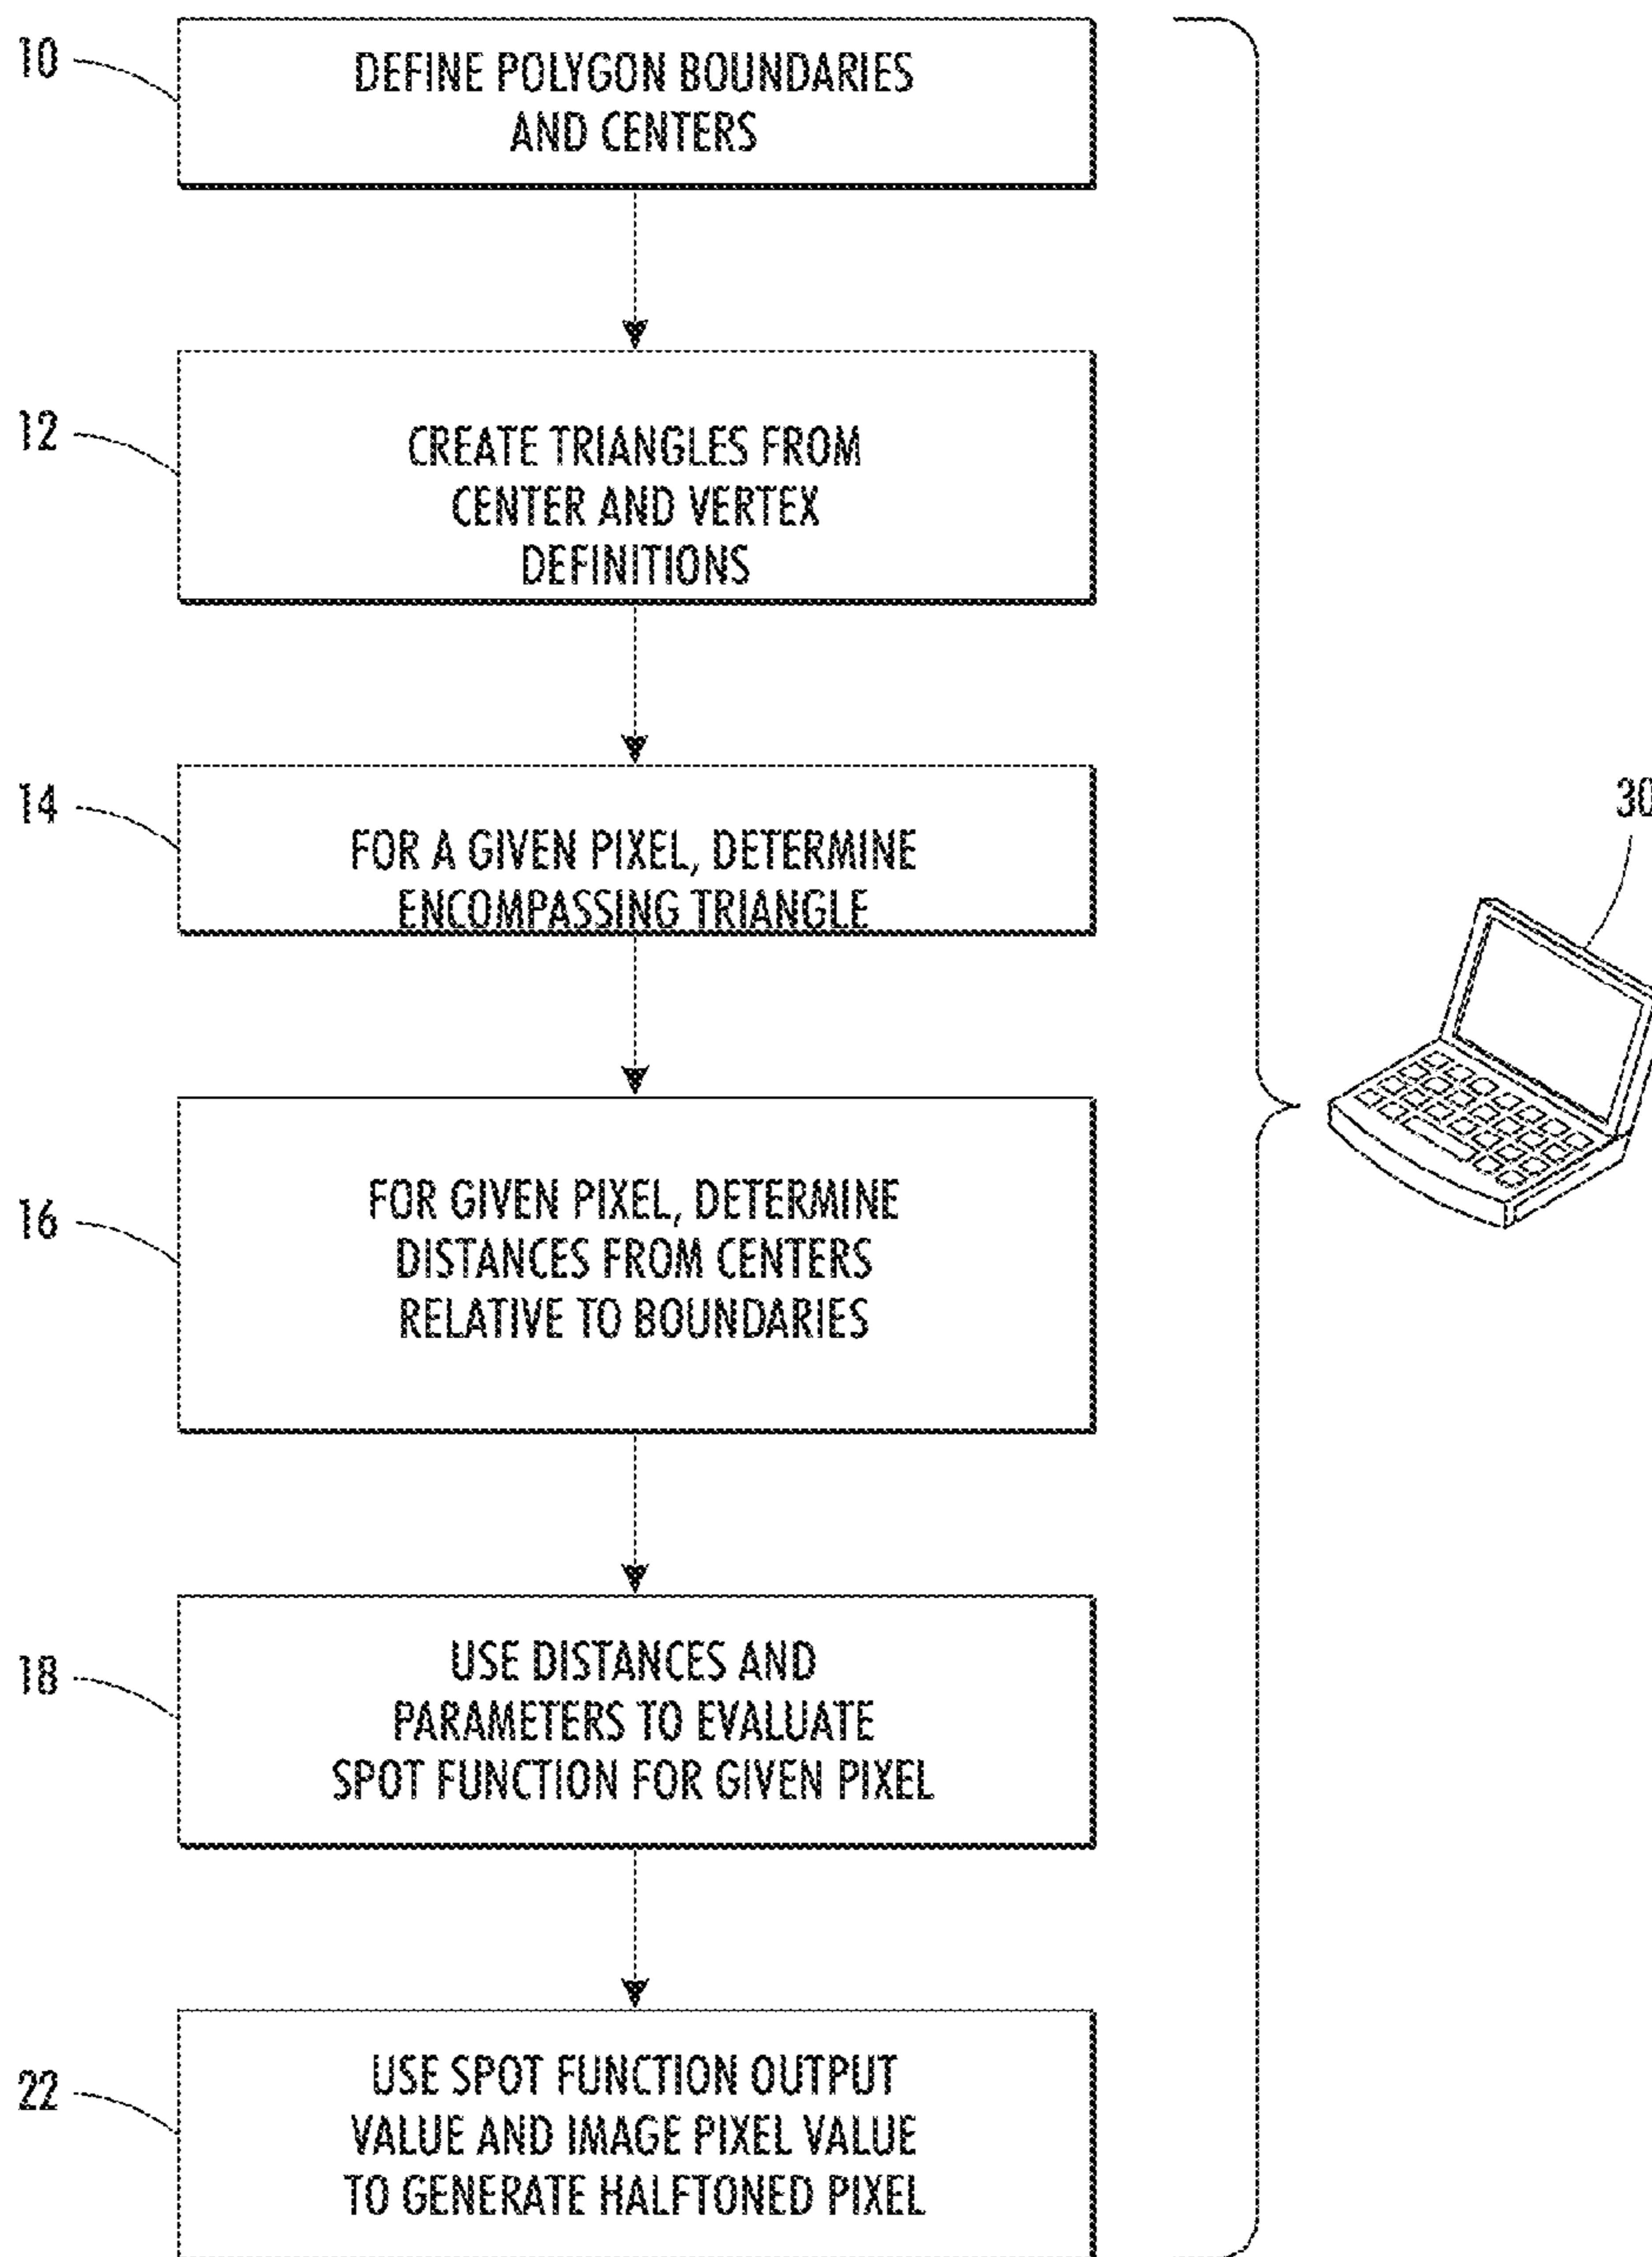 10
DEFINE POLYGON BOUNDARIES
AND CENTERS
12
CREATE TRIANGLES FROM
CENTER AND VERTEX
DEFINITIONS
14
FOR A GIVEN PIXEL, DETERMINE
ENCOMPASSING TRIANGLE
30
16
FOR GIVEN PIXEL, DETERMINE
DISTANCES FROM CENTERS
RELATIVE TO BOUNDARIES
18
USE DISTANCES AND
PARAMETERS TO EVALUATE
SPOT FUNCTION FOR GIVEN PIXEL
22
USE SPOT FUNCTION OUTPUT
VALUE AND IMAGE PIXEL VALUE
TO GENERATE HALFTONED PIXEL